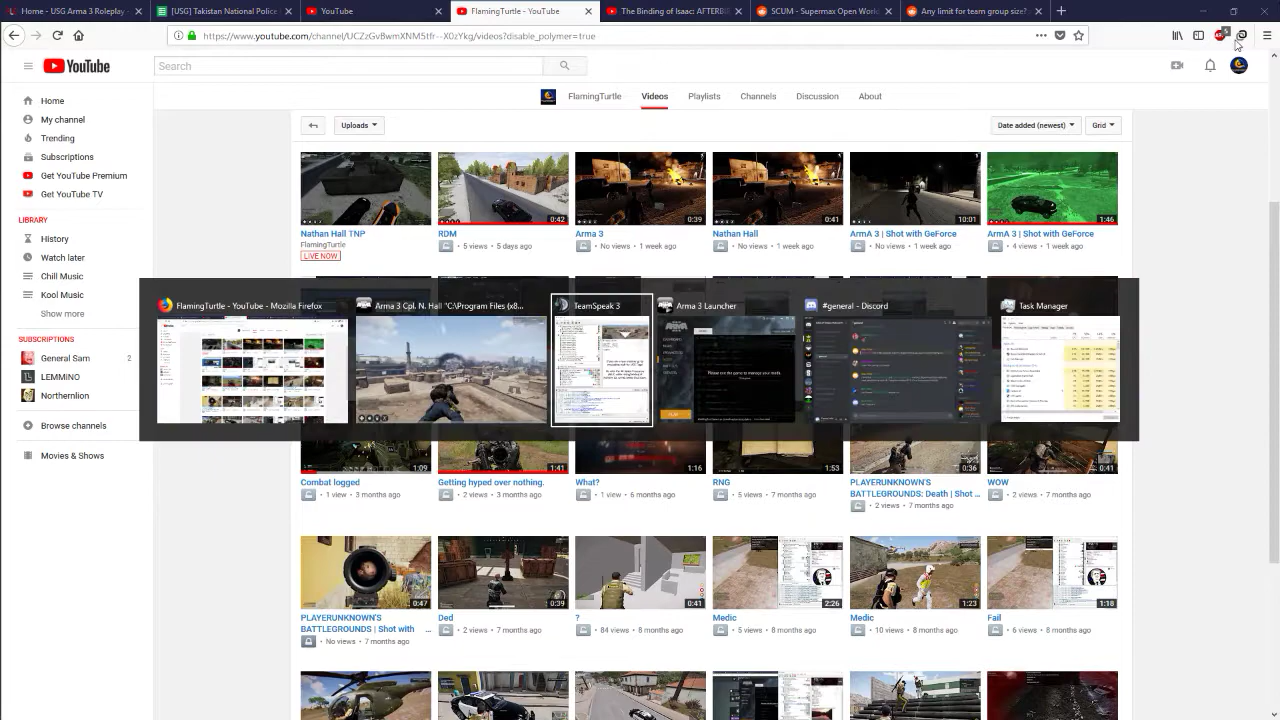 Home - USG Arma 3 Roleplay
[USG] Takistan National Police
YouTube
FlamingTurtle - YouTube
The Binding of Isaac: AFTERBI
SCUM - Supermax Open World
Any limit for team group size?
https://www.youtube.com/channel/UCZzGvBwmXNM5tfr--X0zYkg/videos?disable_polymer=true
YouTube
Search
Home
My channel
Trending
Subscriptions
Get YouTube Premium
Get YouTube TV
LIBRARY
History
Watch later
Chill Music
Kool Music
Show more
SUBSCRIPTIONS
General Sam 2
LEMMINO
Northernlion
Browse channels
Movies & Shows
FlamingTurtle Videos Playlists Channels Discussion About
Uploads
Date added (newest) Grid
0:42 0:39 0:41 10:01 1:46
Nathan Hall TNP
FlamingTurtle
LIVE NOW
RDM
5 views • 5 days ago
Arma 3
No views • 1 week ago
Nathan Hall
No views • 1 week ago
ArmA 3 | Shot with GeForce
No views • 1 week ago
ArmA 3 | Shot with GeForce
4 views • 1 week ago
FlamingTurtle - YouTube - Mozilla Firefox
Arma 3 Cpl. N. Hall "C:\Program Files (x8...
TeamSpeak 3
Arma 3 Launcher
#general - Discord
Task Manager
1:09 1:41 1:16 1:53 0:36 0:41
Combat logged
1 view • 3 months ago
Getting hyped over nothing.
2 views • 3 months ago
What?
1 view • 6 months ago
RNG
5 views • 7 months ago
PLAYERUNKNOWN'S
BATTLEGROUNDS: Death | Shot ...
2 views • 7 months ago
WOW
2 views • 7 months ago
0:47 0:39 0:41 2:26 1:23 1:18
PLAYERUNKNOWN'S
BATTLEGROUNDS | Shot with ...
No views • 7 months ago
Ded
2 views • 7 months ago
?
84 views • 8 months ago
Medic
5 views • 8 months ago
Medic
10 views • 8 months ago
Fail
6 views • 8 months ago